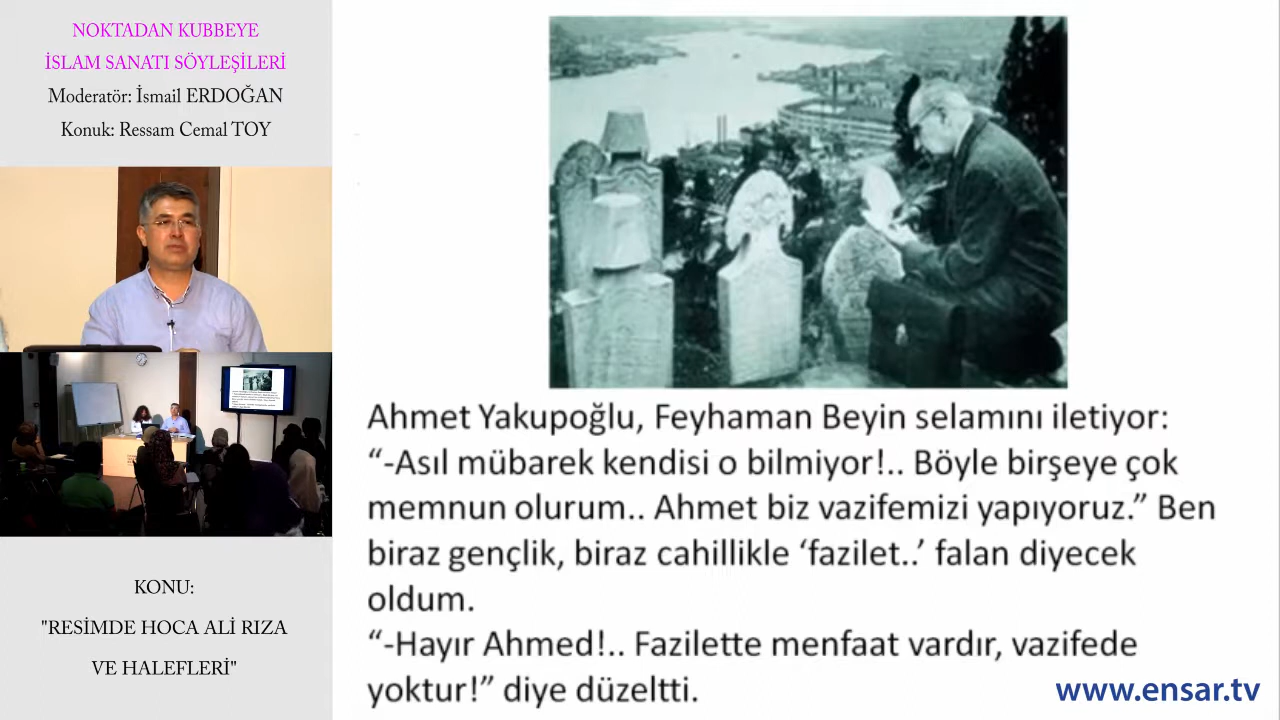 NOKTADAN KUBBEYE
İSLAM SANATI SÖYLEŞİLERİ
Moderatör: İsmail ERDOĞAN
Konuk: Ressam Cemal TOY
KONU:
"RESİMDE HOCA ALİ RIZA
VE HALEFLERİ"
Ahmet Yakupoğlu, Feyhaman Beyin selamını iletiyor:
“-Asıl mübarek kendisi o bilmiyor!.. Böyle birşeye çok
memnun olurum.. Ahmet biz vazifemizi yapıyoruz.” Ben
biraz gençlik, biraz cahillikle ‘fazilet..’ falan diyecek
oldum.
“-Hayır Ahmed!.. Fazilette menfaat vardır, vazifede
yoktur!” diye düzeltti.
www.ensar.tv